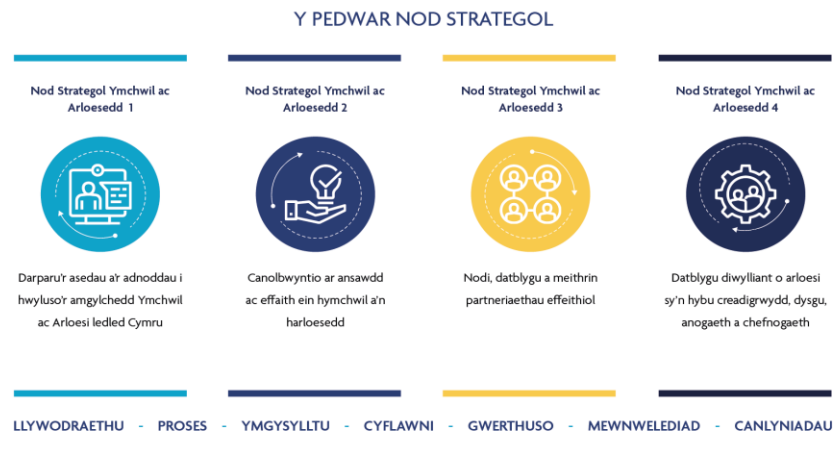 Y PEDWAR NOD STRATEGOL
Nod Strategol Ymchwil ac
Arloesedd 1
Darparu'r asedau a'r adnoddau i
hwyluso'r amgylchedd Ymchwil
ac Arloesi ledled Cymru
Nod Strategol Ymchwil ac
Arloesedd 2
Canolbwyntio ar ansawdd
ac effaith ein hymchwil a'n
harloesedd
Nod Strategol Ymchwil ac
Arloesedd 3
Nodi, datblygu a meithrin
partneriaethau effeithiol
Nod Strategol Ymchwil ac
Arloesedd 4
Datblygu diwylliant o arloesi
sy'n hybu creadigrwydd, dysgu,
anogaeth a chefnogaeth
LLYWODRAETHU - PROSES - YMGYSYLLTU - CYFLAWNI - GWERTHUSO - MEWNWELEDIAD - CANLYNIADAU